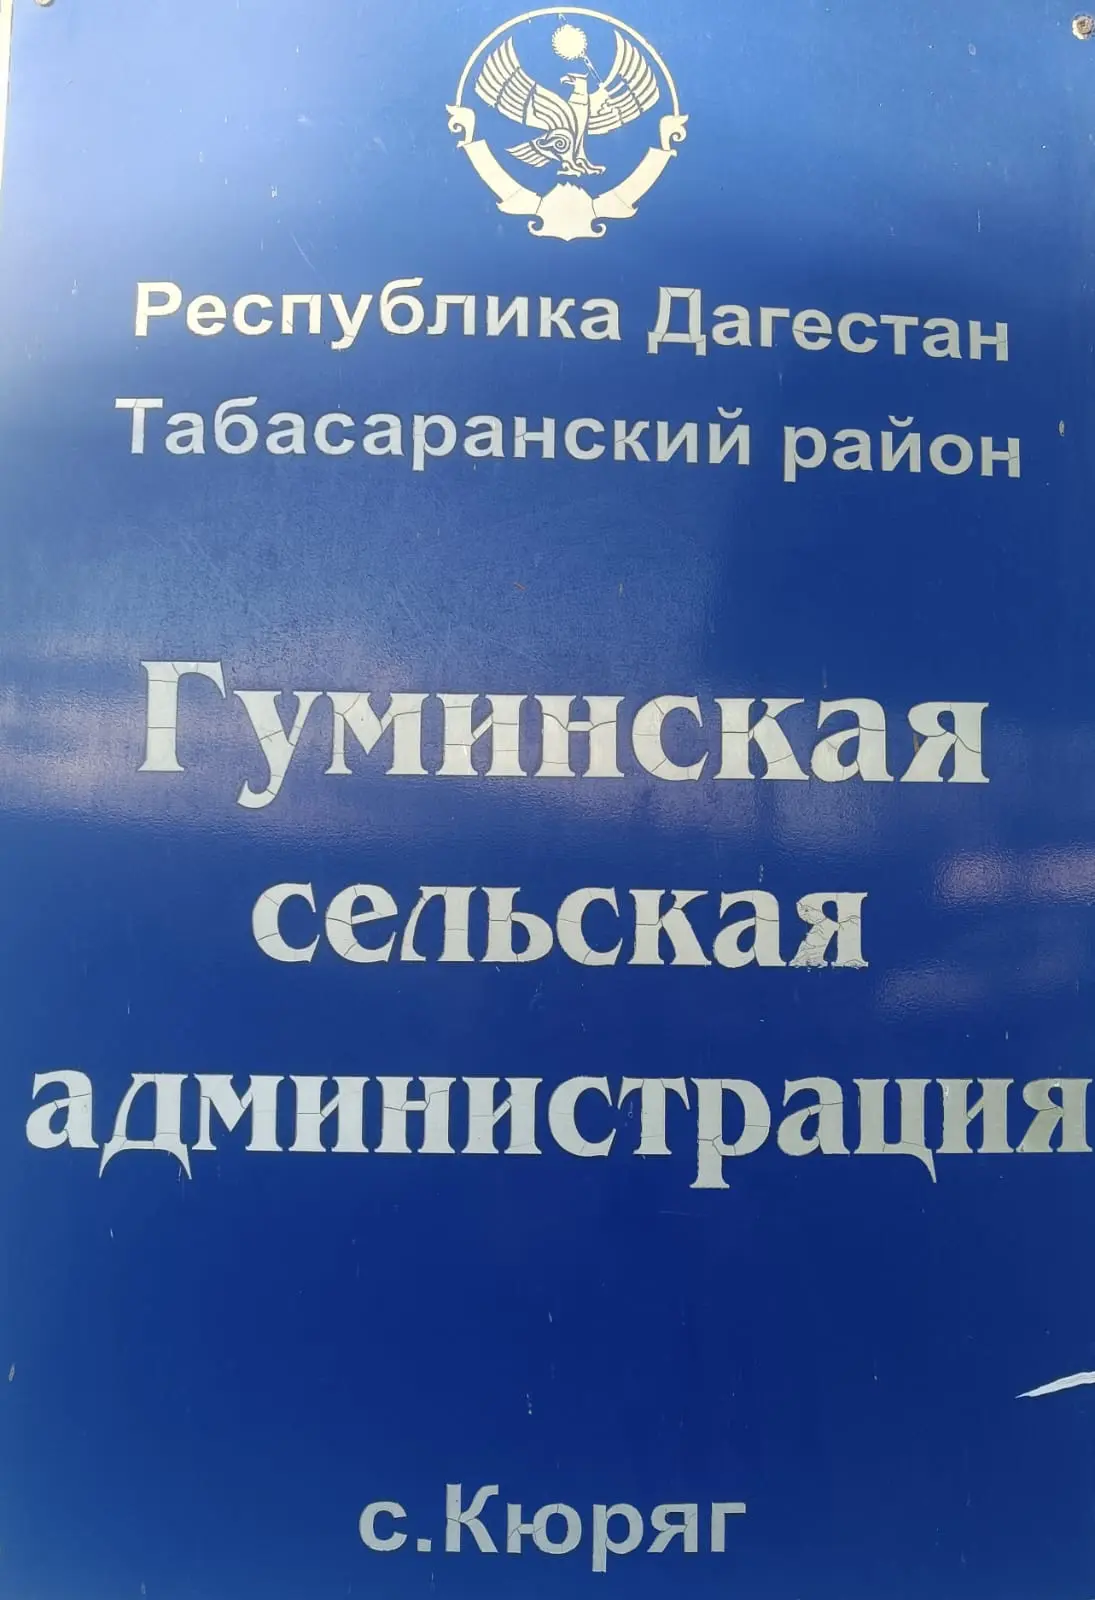 Республика Дагестан
Табасаранский район
Гуминская
сельская
администрация
с.Кюряг